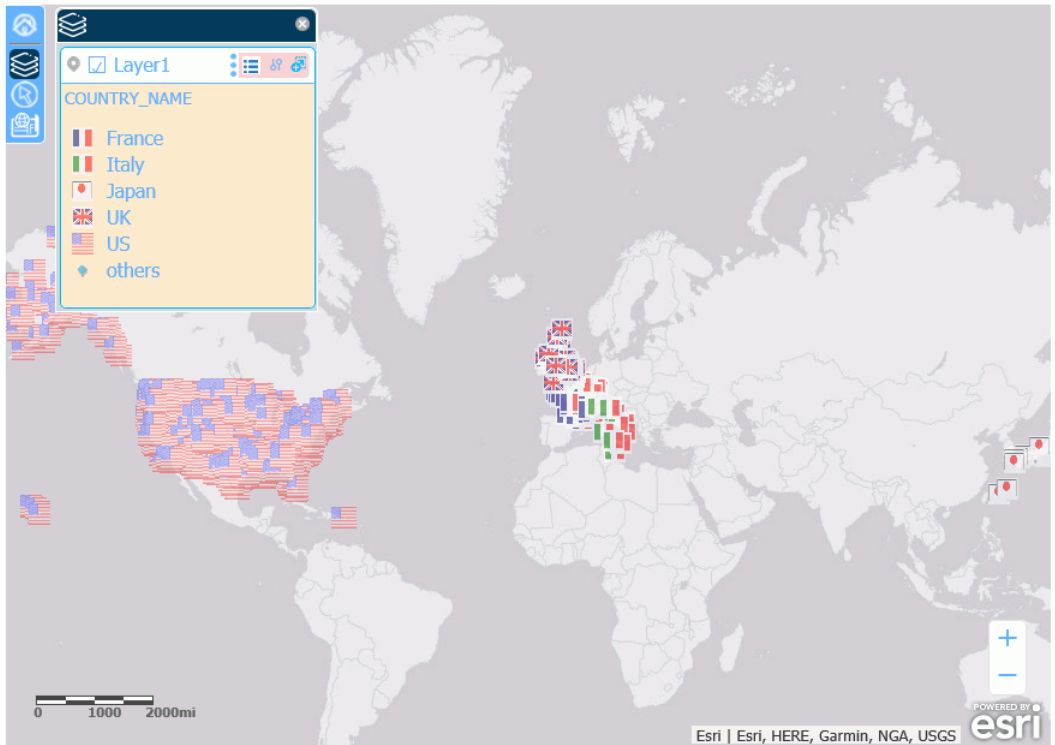 Layer1
COUNTRY_NAME
France
Italy
Japan
UK
US
others
0 1000 2000mi
Esri | Esri, HERE, Garmin, NGA, USGS
POWERED BY
esri